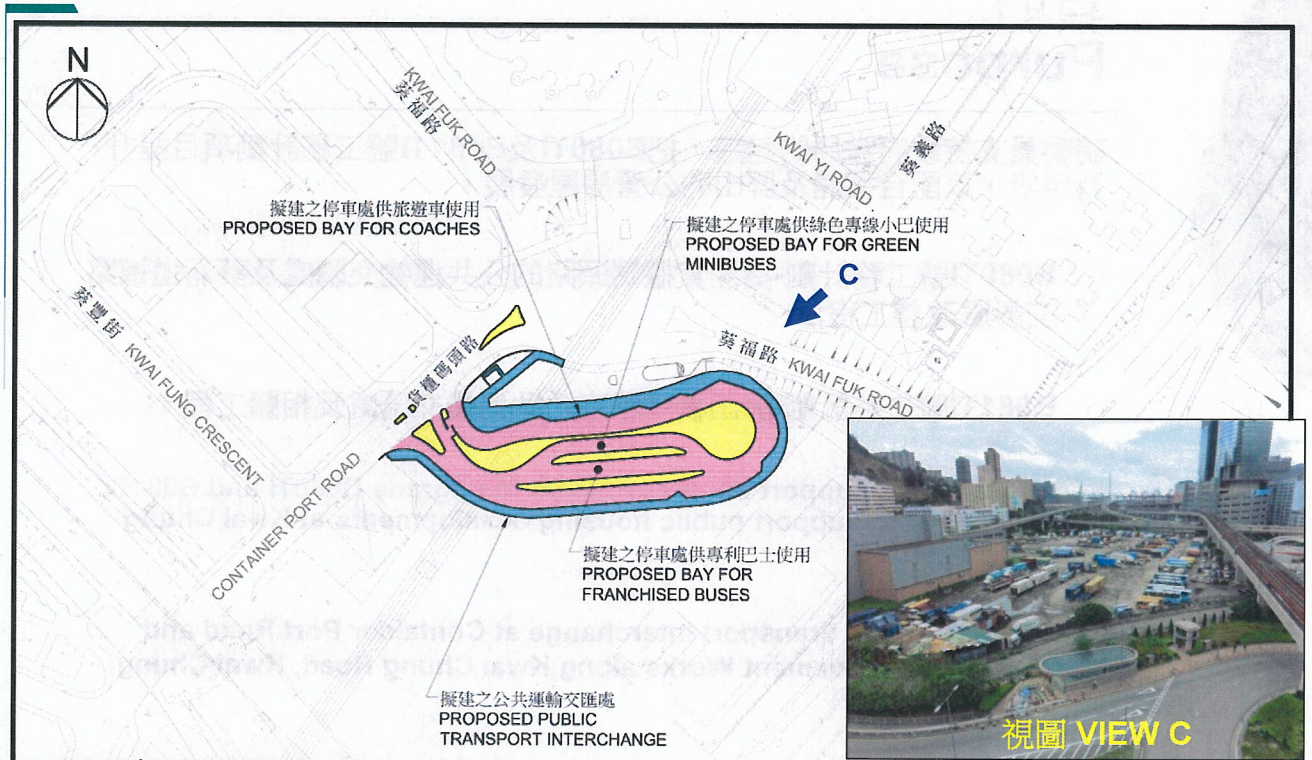 N
葵福路
KWAI FUK ROAD
KWAI YI ROAD
葵義路
擬建之停車處供旅遊車使用
PROPOSED BAY FOR COACHES
擬建之停車處供綠色專線小巴使用
PROPOSED BAY FOR GREEN
MINIBUSES
C
葵豐街 KWAI FUNG CRESCENT
貨櫃碼頭路
CONTAINER PORT ROAD
葵福路 KWAI FUK ROAD
擬建之停車處供專利巴士使用
PROPOSED BAY FOR
FRANCHISED BUSES
擬建之公共運輸交匯處
PROPOSED PUBLIC
TRANSPORT INTERCHANGE
視圖 VIEW C